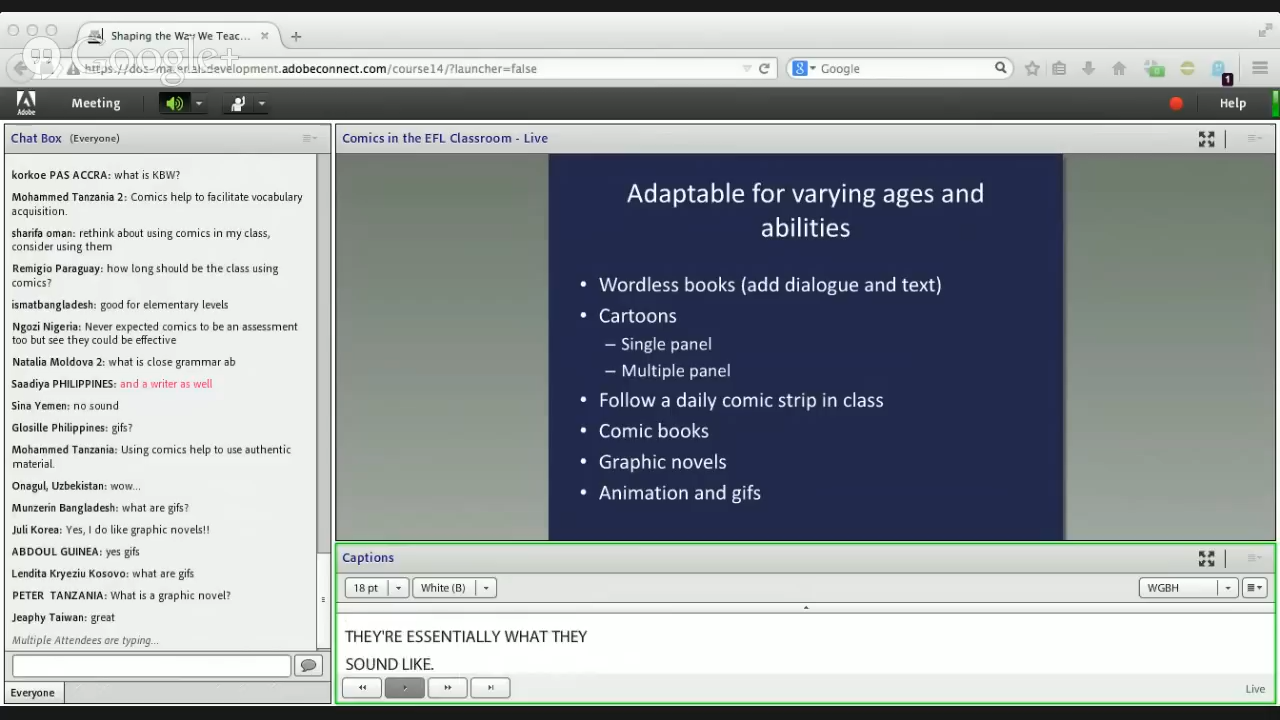 Shaping the Way We Teac...
Google+
https://dos-materialsdevelopment.adobeconnect.com/course14/?launcher=false
Google
1
Adobe
Meeting
Help
Chat Box (Everyone)
korkoe PAS ACCRA: what is KBW?
Mohammed Tanzania 2: Comics help to facilitate vocabulary
acquisition.
sharifa oman: rethink about using comics in my class,
consider using them
Remigio Paraguay: how long should be the class using
comics?
ismatbangladesh: good for elementary levels
Ngozi Nigeria: Never expected comics to be an assessment
too but see they could be effective
Natalia Moldova 2: what is close grammar ab
Saadiya PHILIPPINES: and a writer as well
Sina Yemen: no sound
Glosille Philippines: gifs?
Mohammed Tanzania: Using comics help to use authentic
material.
Onagul, Uzbekistan: wow...
Munzerin Bangladesh: what are gifs?
Juli Korea: Yes, I do like graphic novels!!
ABDOUL GUINEA: yes gifs
Lendita Kryeziu Kosovo: what are gifs
PETER TANZANIA: What is a graphic novel?
Jeaphy Taiwan: great
Multiple Attendees are typing...
Everyone
Comics in the EFL Classroom - Live
Adaptable for varying ages and
abilities
• Wordless books (add dialogue and text)
• Cartoons
– Single panel
– Multiple panel
• Follow a daily comic strip in class
• Comic books
• Graphic novels
• Animation and gifs
Captions
18 pt
White (B)
WGBH
THEY'RE ESSENTIALLY WHAT THEY
SOUND LIKE.
Live